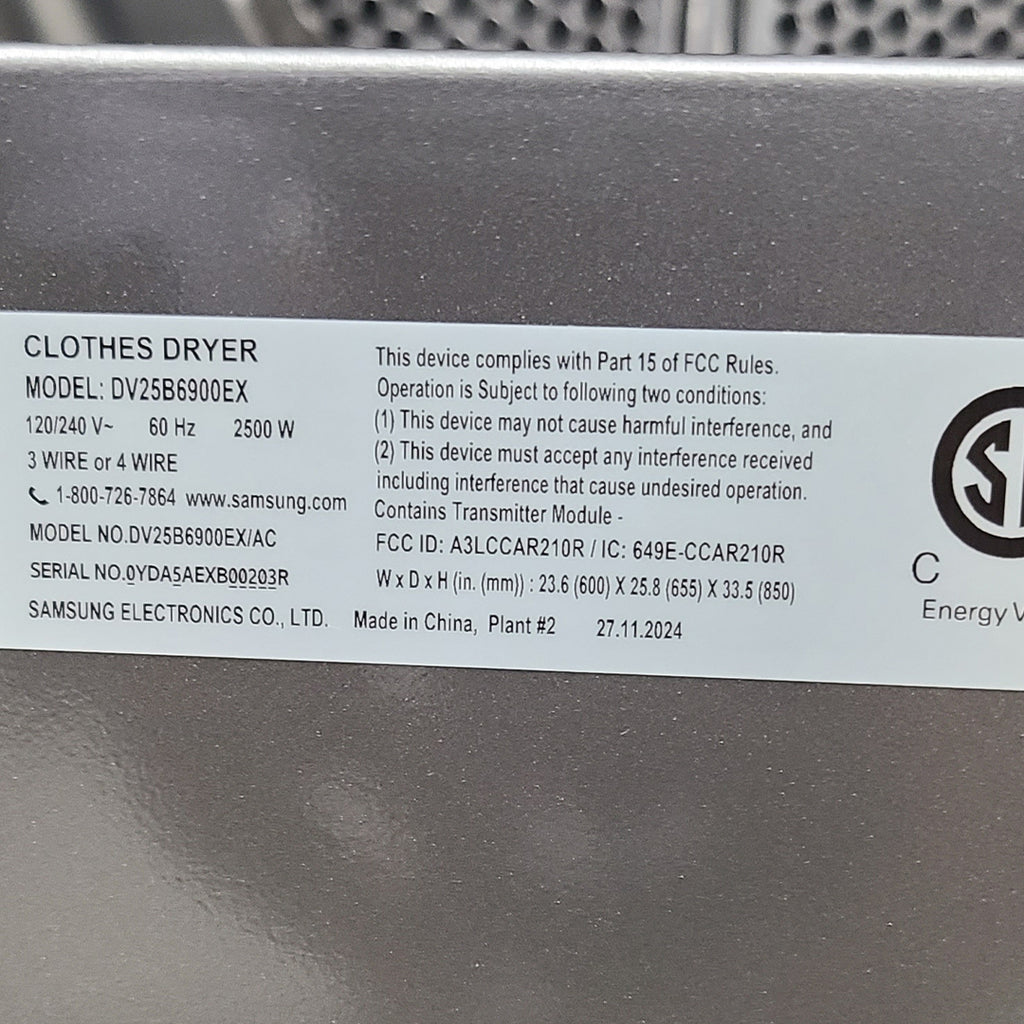 CLOTHES DRYER
MODEL: DV25B6900EX
120/240 V~ 60 Hz 2500 W
3 WIRE or 4 WIRE
1-800-726-7864 www.samsung.com
MODEL NO.DV25B6900EX/AC
SERIAL NO.0YDA5AEXB00203R
SAMSUNG ELECTRONICS CO., LTD.
This device complies with Part 15 of FCC Rules.
Operation is Subject to following two conditions:
(1) This device may not cause harmful interference, and
(2) This device must accept any interference received
including interference that cause undesired operation.
Contains Transmitter Module -
FCC ID: A3LCCAR210R / IC: 649E-CCAR210R
W x D x H (in. (mm)) : 23.6 (600) X 25.8 (655) X 33.5 (850)
Made in China, Plant #2 27.11.2024
C
Energy